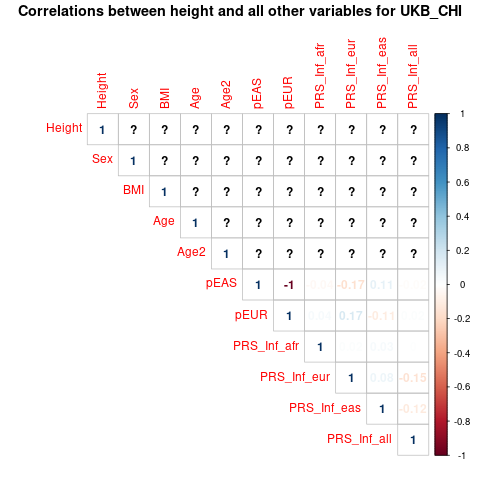 Correlations between height and all other variables for UKB_CHI
Height Sex BMI Age Age2 pEAS pEUR PRS_Inf_afr PRS_Inf_eur PRS_Inf_eas PRS_Inf_all
Height 1 ? ? ? ? ? ? ? ? ? ?
Sex 1 ? ? ? ? ? ? ? ? ?
BMI 1 ? ? ? ? ? ? ? ?
Age 1 ? ? ? ? ? ? ?
Age2 1 ? ? ? ? ? ?
pEAS 1 -1 -0.17 0.11
pEUR 1 0.17 -0.11
PRS_Inf_afr 1
PRS_Inf_eur 1 -0.15
PRS_Inf_eas 1 -0.12
PRS_Inf_all 1
1
0.8
0.6
0.4
0.2
0
-0.2
-0.4
-0.6
-0.8
-1